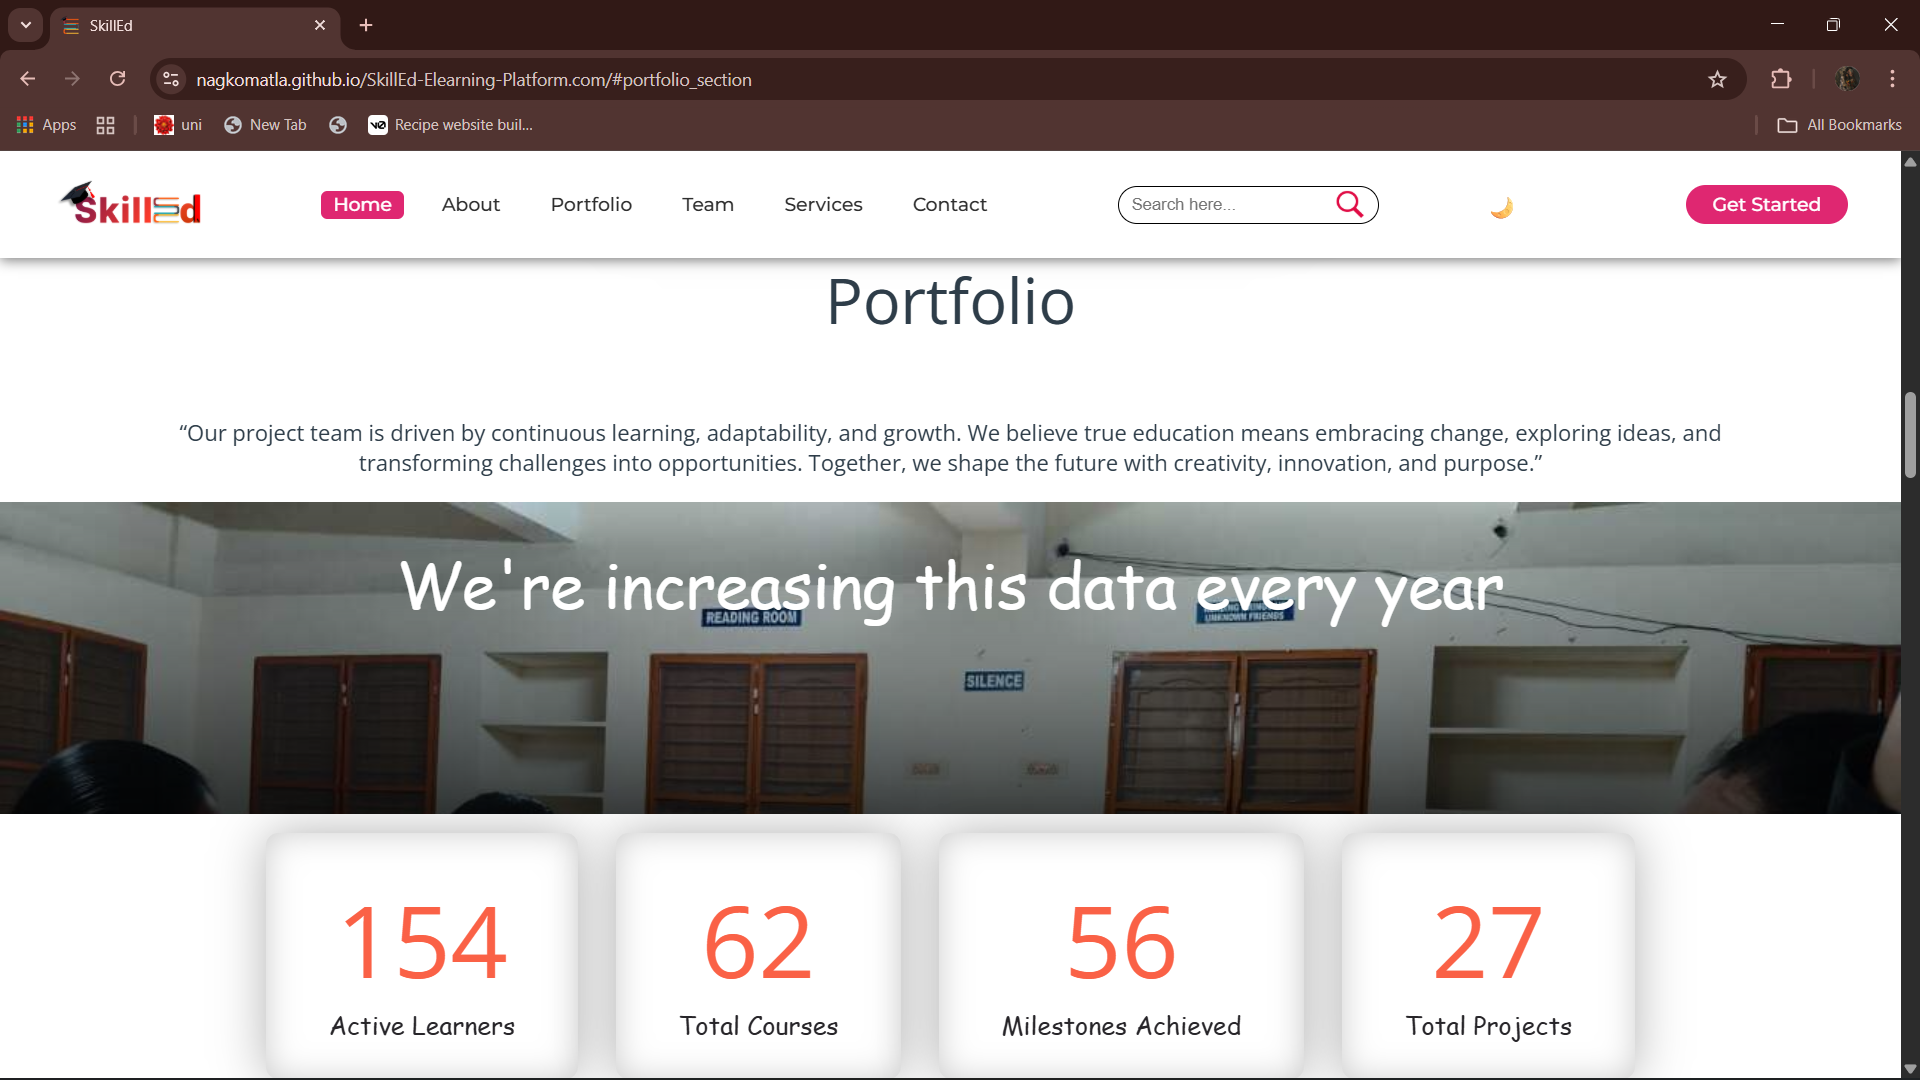 SkillEd
nagkomatla.github.io/SkillEd-Elearning-Platform.com/#portfolio_section
Apps
uni
New Tab
v0
Recipe website buil...
All Bookmarks
SkillEd
Home
About
Portfolio
Team
Services
Contact
Search here...
Get Started
Portfolio
“Our project team is driven by continuous learning, adaptability, and growth. We believe true education means embracing change, exploring ideas, and
transforming challenges into opportunities. Together, we shape the future with creativity, innovation, and purpose.”
We're increasing this data every year
READING ROOM
UNKNOWN FRIENDS
SILENCE
154
62
56
27
Active Learners
Total Courses
Milestones Achieved
Total Projects